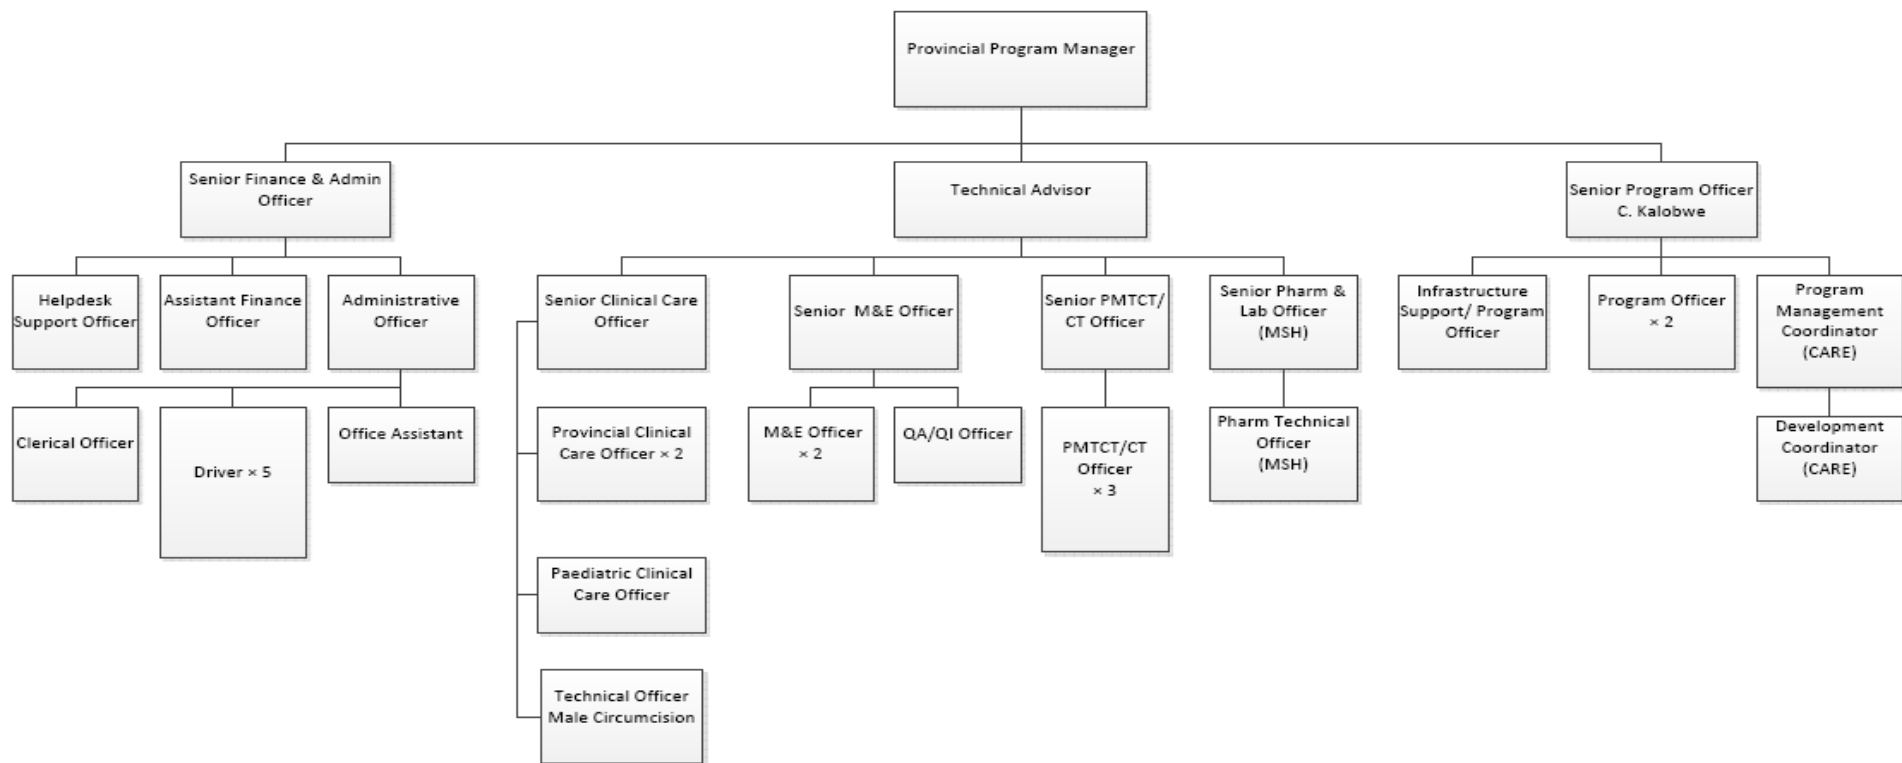 Provincial Program Manager
Senior Finance & Admin
Officer
Technical Advisor
Senior Program Officer
C. Kalobwe
Helpdesk
Support Officer
Assistant Finance
Officer
Administrative
Officer
Senior Clinical Care
Officer
Senior M&E Officer
Senior PMTCT/
CT Officer
Senior Pharm &
Lab Officer
(MSH)
Infrastructure
Support/ Program
Officer
Program Officer
× 2
Program
Management
Coordinator
(CARE)
Clerical Officer
Driver × 5
Office Assistant
Provincial Clinical
Care Officer × 2
M&E Officer
× 2
QA/QI Officer
PMTCT/CT
Officer
× 3
Pharm Technical
Officer
(MSH)
Development
Coordinator
(CARE)
Paediatric Clinical
Care Officer
Technical Officer
Male Circumcision